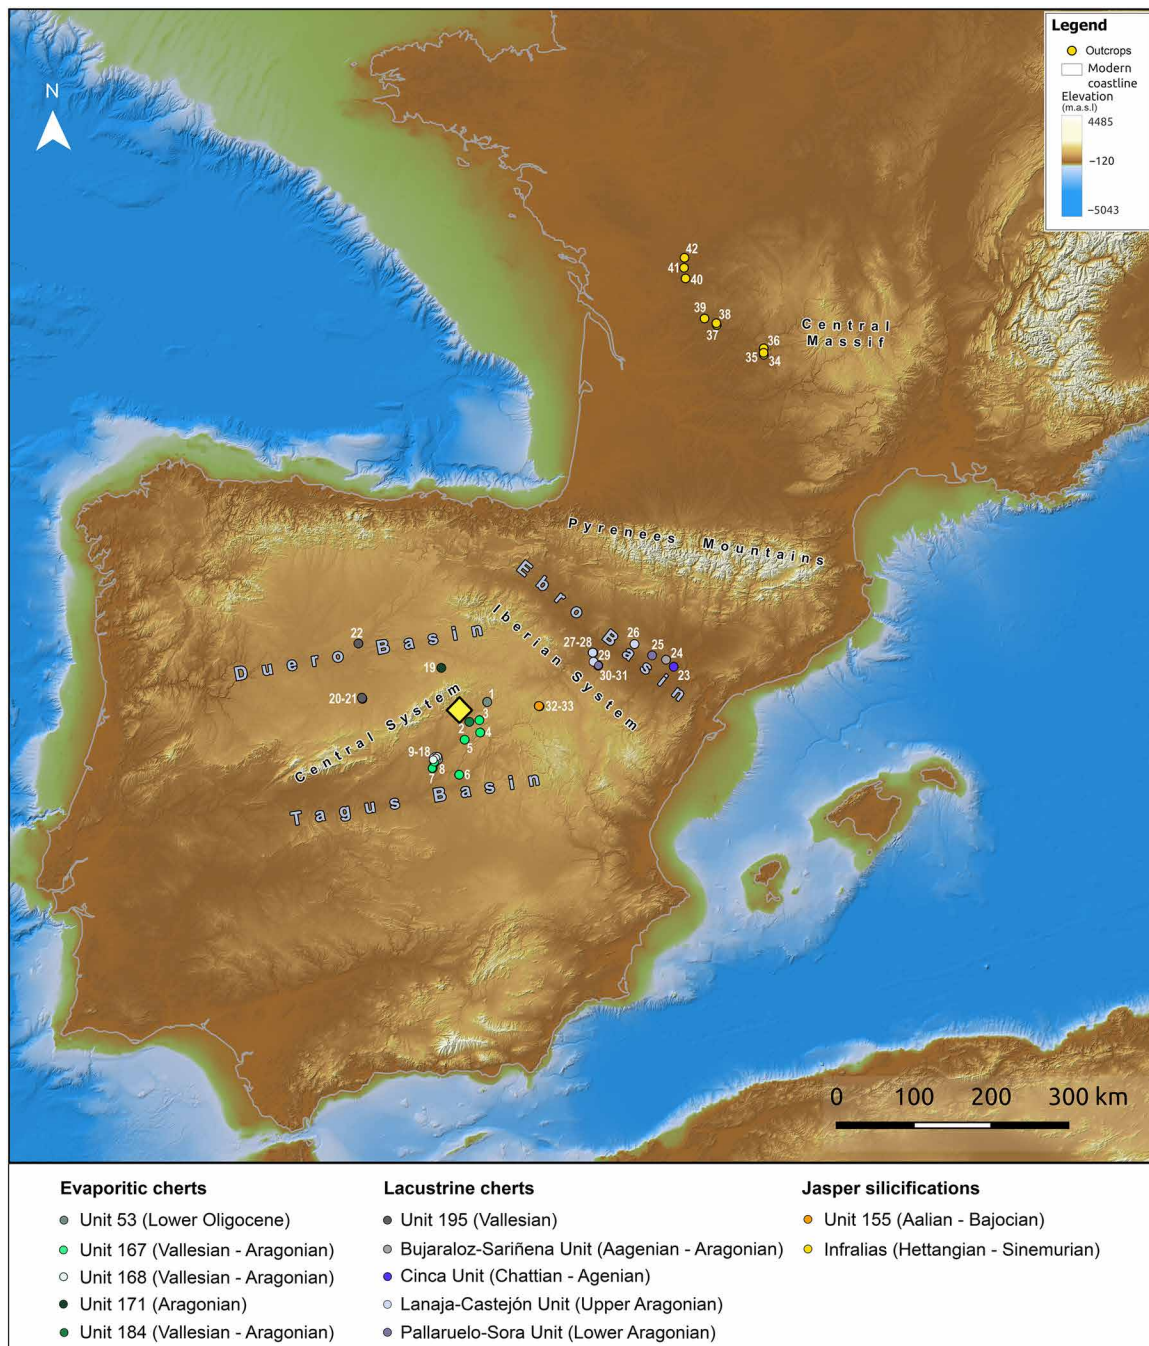 Legend
Outcrops
Modern
coastline
Elevation
(m.a.s.l)
4485
−120
−5043
N
42
41
40
39
38
37
36
35
34
Central
Massif
Pyrenees Mountains
Ebro Basin
Iberian System
Duero Basin
Central System
Tagus Basin
22
19
20-21
1
2
3
4
5
6
7
8
9-18
32-33
27-28
26
25
24
23
29
30-31
0 100 200 300 km
Evaporitic cherts
Unit 53 (Lower Oligocene)
Unit 167 (Vallesian - Aragonian)
Unit 168 (Vallesian - Aragonian)
Unit 171 (Aragonian)
Unit 184 (Vallesian - Aragonian)
Lacustrine cherts
Unit 195 (Vallesian)
Bujaraloz-Sariñena Unit (Aagenian - Aragonian)
Cinca Unit (Chattian - Agenian)
Lanaja-Castejón Unit (Upper Aragonian)
Pallaruelo-Sora Unit (Lower Aragonian)
Jasper silicifications
Unit 155 (Aalian - Bajocian)
Infralias (Hettangian - Sinemurian)